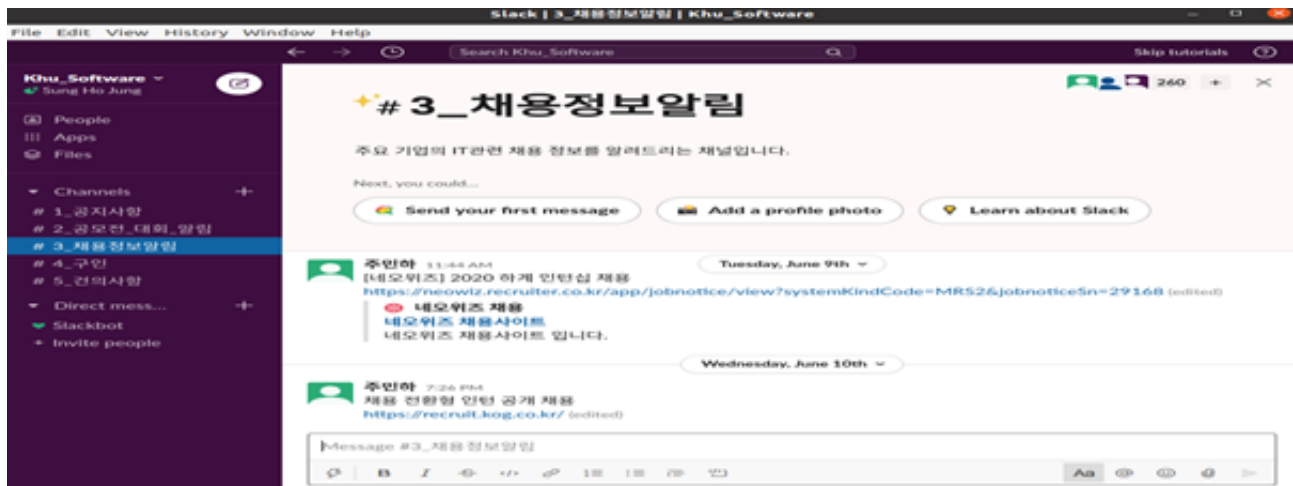 Slack | 3_채용정보알림 | Khu_Software
File Edit View History Window Help
Search Khu_Software
Skip tutorials
Khu_Software
Sung Ho Jung
People
Apps
Files
Channels
# 1_공지사항
# 2_공모전_대회_알림
# 3_채용정보알림
# 4_구인
# 5_건의사항
Direct mess...
Slackbot
+ Invite people
260 +
# 3_채용정보알림
주요 기업의 IT관련 채용 정보를 알려드리는 채널입니다.
Next, you could...
Send your first message
Add a profile photo
Learn about Slack
Tuesday, June 9th
주민하 11:44 AM
[네오위즈] 2020 하계 인턴십 채용
https://neowiz.recruiter.co.kr/app/jobnotice/view?systemKindCode=MRS2&jobnoticeSn=29168 (edited)
네오위즈 채용
네오위즈 채용사이트
네오위즈 채용사이트 입니다.
Wednesday, June 10th
주민하 7:26 PM
채용 전환형 인턴 공개 채용
https://recruit.kog.co.kr/ (edited)
Message #3_채용정보알림
B I
Aa